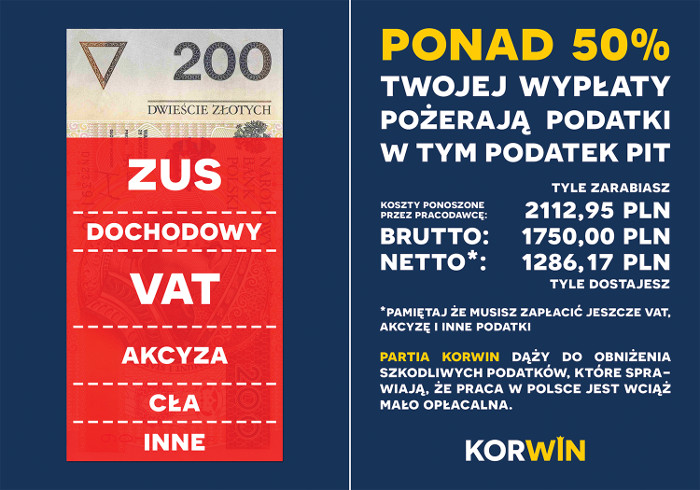 200
DWIEŚCIE ZŁOTYCH
ZUS
DOCHODOWY
VAT
AKCYZA
CŁA
INNE
PONAD 50%
TWOJEJ WYPŁATY
POŻERAJĄ PODATKI
W TYM PODATEK PIT
TYLE ZARABIASZ
KOSZTY PONOSZONE
PRZEZ PRACODAWCĘ: 2112,95 PLN
BRUTTO: 1750,00 PLN
NETTO*: 1286,17 PLN
TYLE DOSTAJESZ
*PAMIĘTAJ ŻE MUSISZ ZAPŁACIĆ JESZCZE VAT,
AKCYZĘ I INNE PODATKI
PARTIA KORWIN DĄŻY DO OBNIŻENIA
SZKODLIWYCH PODATKÓW, KTÓRE SPRA-
WIAJĄ, ŻE PRACA W POLSCE JEST WCIĄŻ
MAŁO OPŁACALNA.
KORWIN